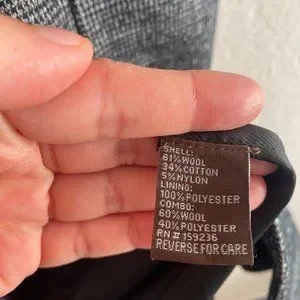 SHELL:
61%WOOL
34%COTTON
5%NYLON
LINING:
100%POLYESTER
COMBO:
60%WOOL
40%POLYESTER
RN # 159236
REVERSE FOR CARE